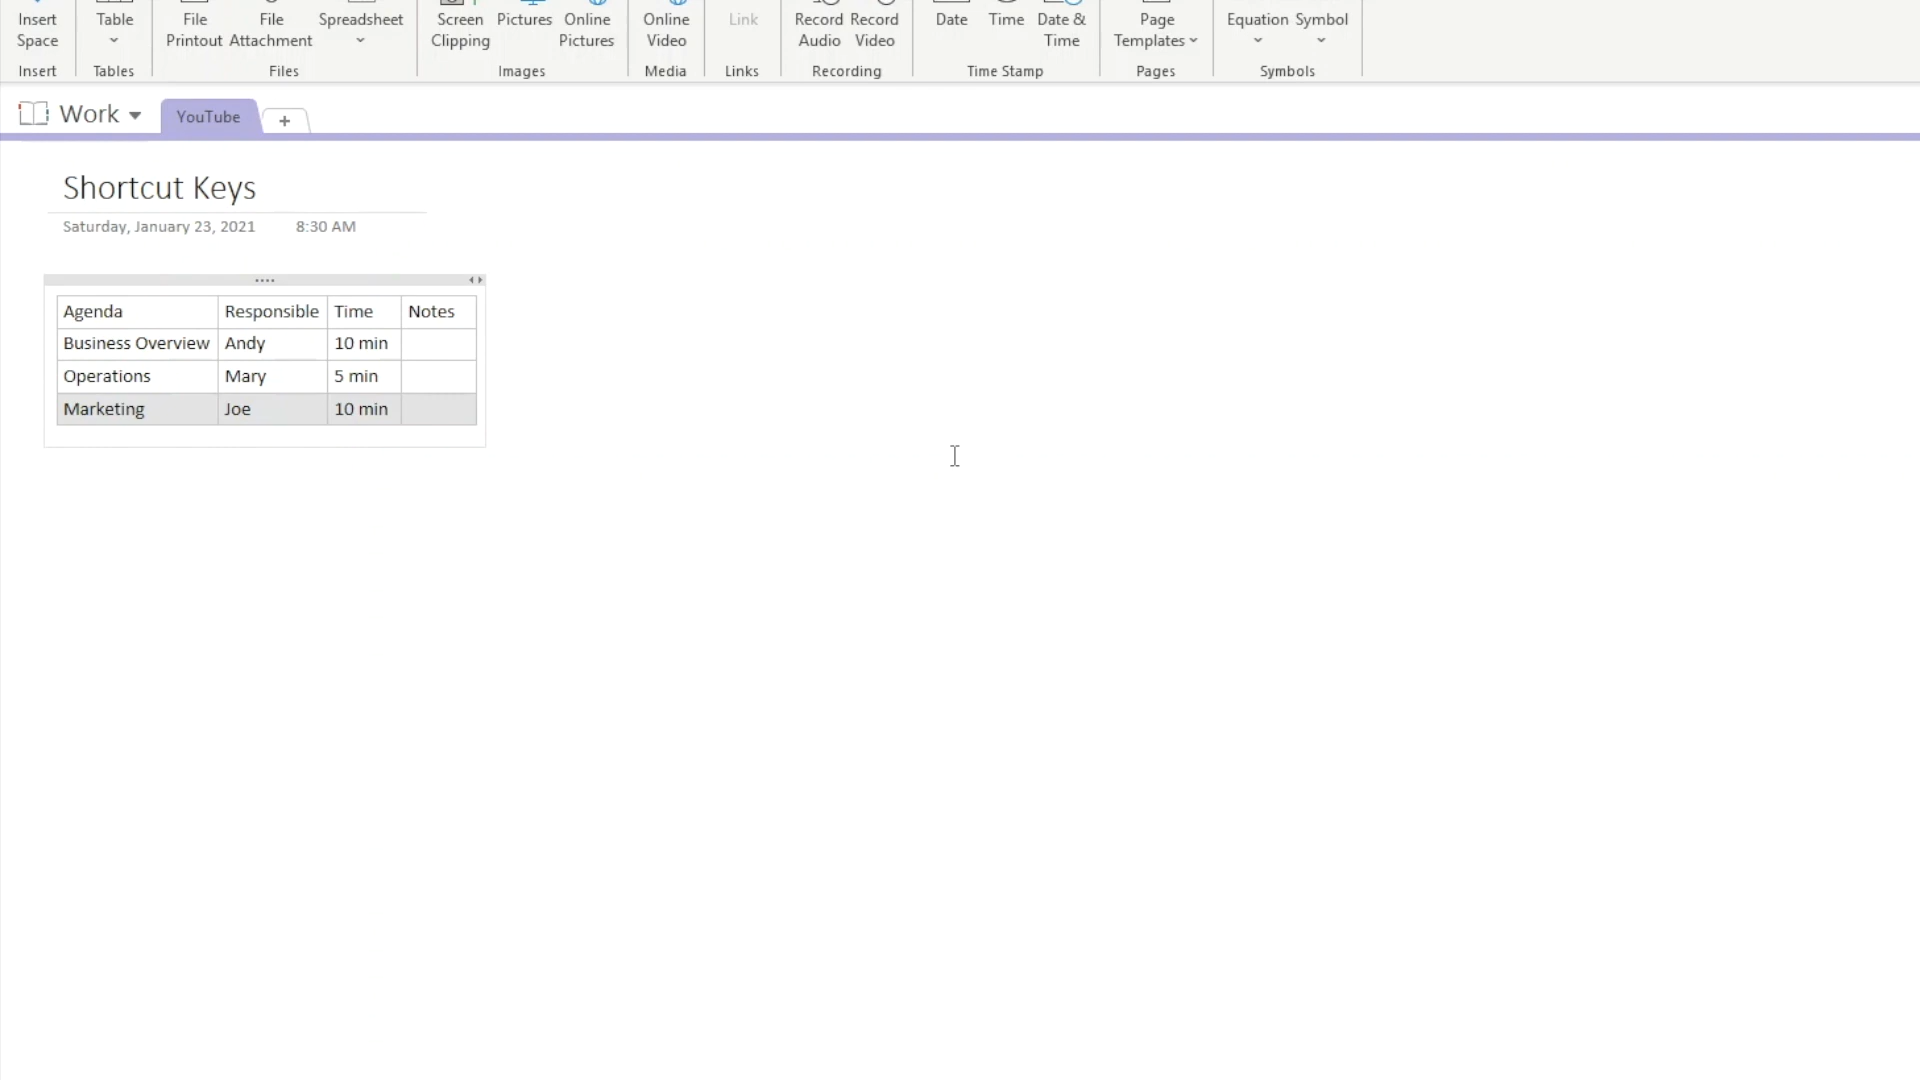 Insert Table File File Spreadsheet Screen Pictures Online Online Link Record Record Date Time Date & Page Equation Symbol
Space Printout Attachment Clipping Pictures Video Audio Video Time Templates
Insert Tables Files Images Media Links Recording Time Stamp Pages Symbols
Work YouTube +
Shortcut Keys
Saturday, January 23, 2021 8:30 AM
Agenda Responsible Time Notes
Business Overview Andy 10 min
Operations Mary 5 min
Marketing Joe 10 min